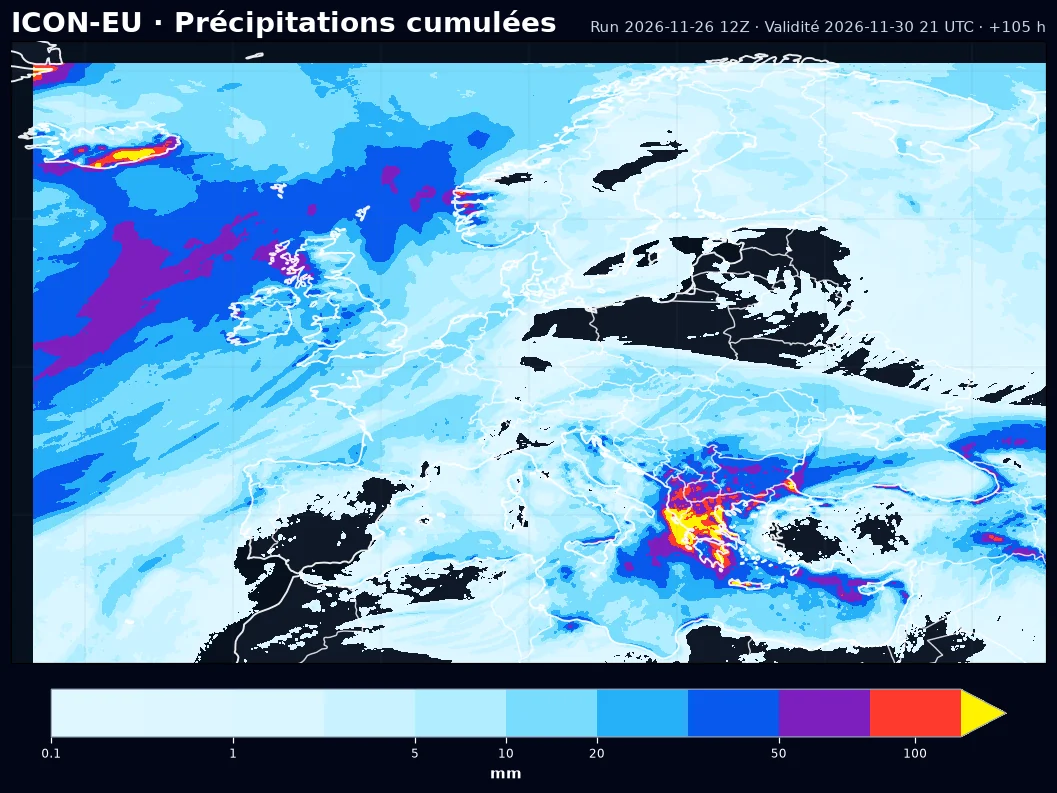 ICON-EU · Précipitations cumulées
Run 2026-11-26 12Z · Validité 2026-11-30 21 UTC · +105 h
0.1 1 5 10 20 50 100
mm